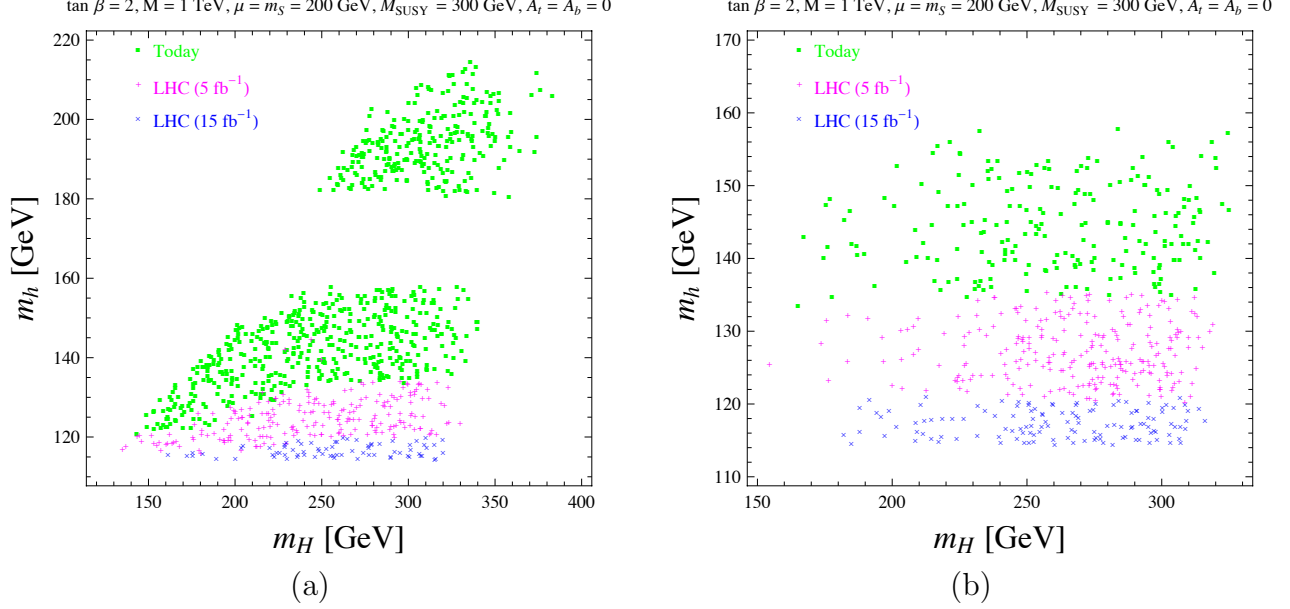 tan β = 2, M = 1 TeV, μ = m_S = 200 GeV, M_SUSY = 300 GeV, A_t = A_b = 0
220
200
180
160
140
120
150 200 250 300 350 400
m_h [GeV]
m_H [GeV]
Today
LHC (5 fb⁻¹)
LHC (15 fb⁻¹)
(a)
tan β = 2, M = 1 TeV, μ = m_S = 200 GeV, M_SUSY = 300 GeV, A_t = A_b = 0
170
160
150
140
130
120
110
150 200 250 300
m_h [GeV]
m_H [GeV]
Today
LHC (5 fb⁻¹)
LHC (15 fb⁻¹)
(b)